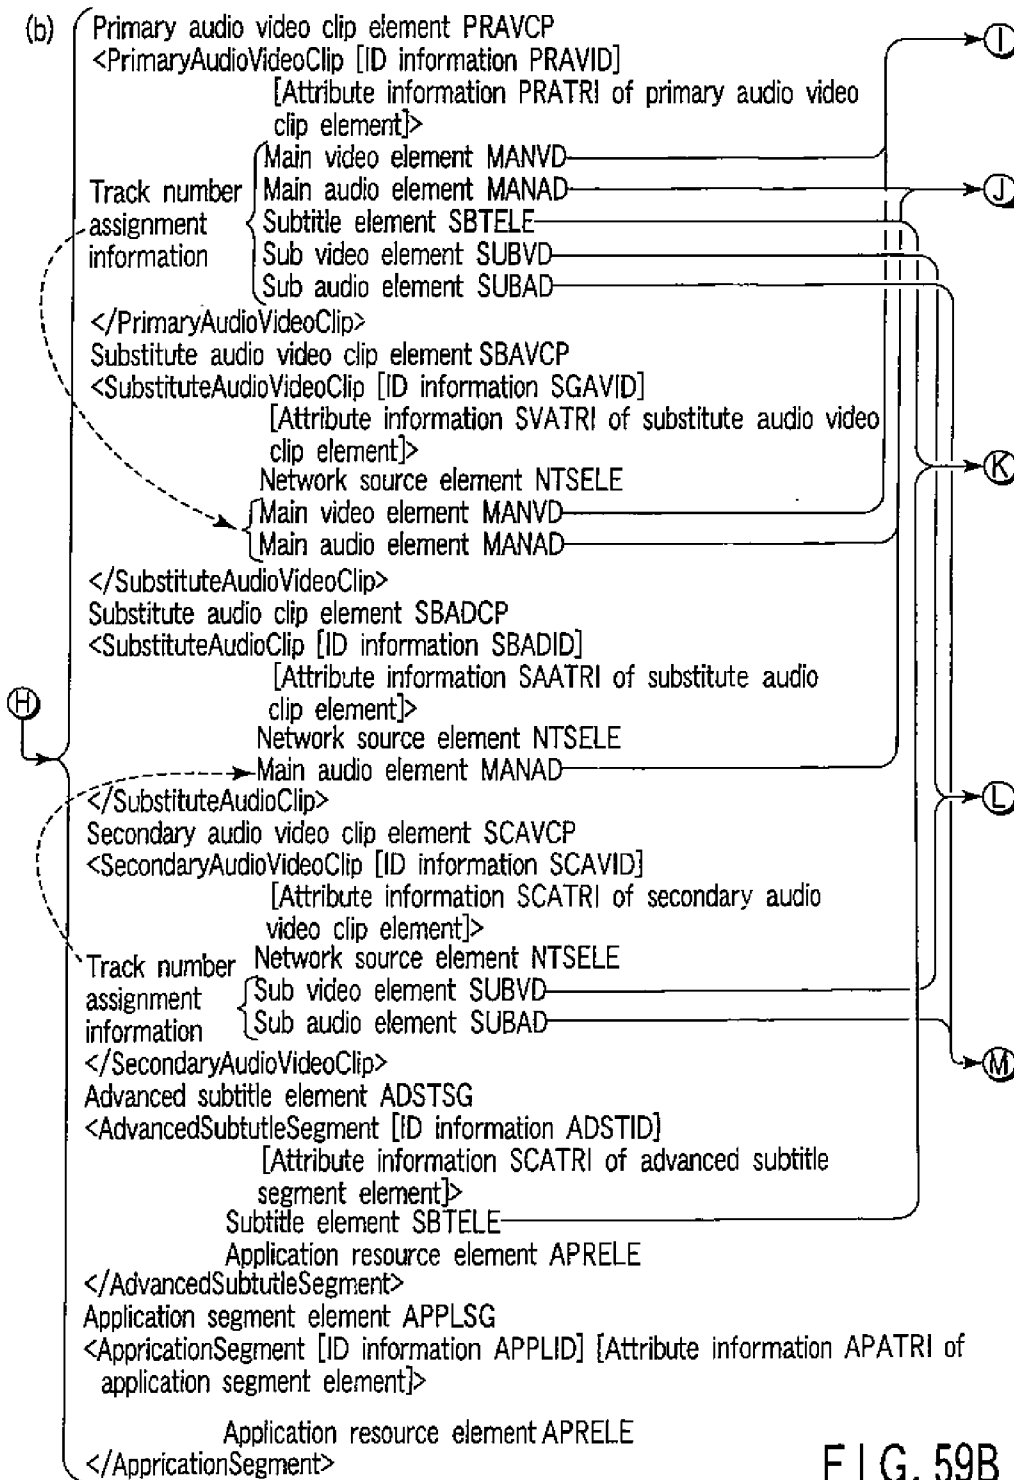 (b)
Primary audio video clip element PRAVCP
<PrimaryAudioVideoClip [ID information PRAVID]
[Attribute information PRATRI of primary audio video
clip element]>
Track number
assignment
information
Main video element MANVD
Main audio element MANAD
Subtitle element SBTELE
Sub video element SUBVD
Sub audio element SUBAD
</PrimaryAudioVideoClip>
Substitute audio video clip element SBAVCP
<SubstituteAudioVideoClip [ID information SGAVID]
[Attribute information SVATRI of substitute audio video
clip element]>
Network source element NTSELE
Main video element MANVD
Main audio element MANAD
</SubstituteAudioVideoClip>
Substitute audio clip element SBADCP
<SubstituteAudioClip [ID information SBADID]
[Attribute information SAATRI of substitute audio
clip element]>
Network source element NTSELE
Main audio element MANAD
</SubstituteAudioClip>
Secondary audio video clip element SCAVCP
<SecondaryAudioVideoClip [ID information SCAVID]
[Attribute information SCATRI of secondary audio
video clip element]>
Network source element NTSELE
Track number
assignment
information
Sub video element SUBVD
Sub audio element SUBAD
</SecondaryAudioVideoClip>
Advanced subtitle element ADSTSG
<AdvancedSubtutleSegment [ID information ADSTID]
[Attribute information SCATRI of advanced subtitle
segment element]>
Subtitle element SBTELE
Application resource element APRELE
</AdvancedSubtutleSegment>
Application segment element APPLSG
<AppricationSegment [ID information APPLID] [Attribute information APATRI of
application segment element]>
Application resource element APRELE
</AppricationSegment>
H
I
J
K
L
M
FIG. 59B